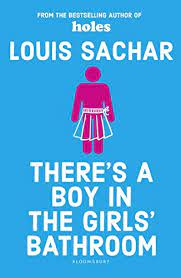 FROM THE BESTSELLING AUTHOR OF
holes
LOUIS SACHAR
THERE'S A
BOY IN
THE GIRLS'
BATHROOM
BLOOMSBURY